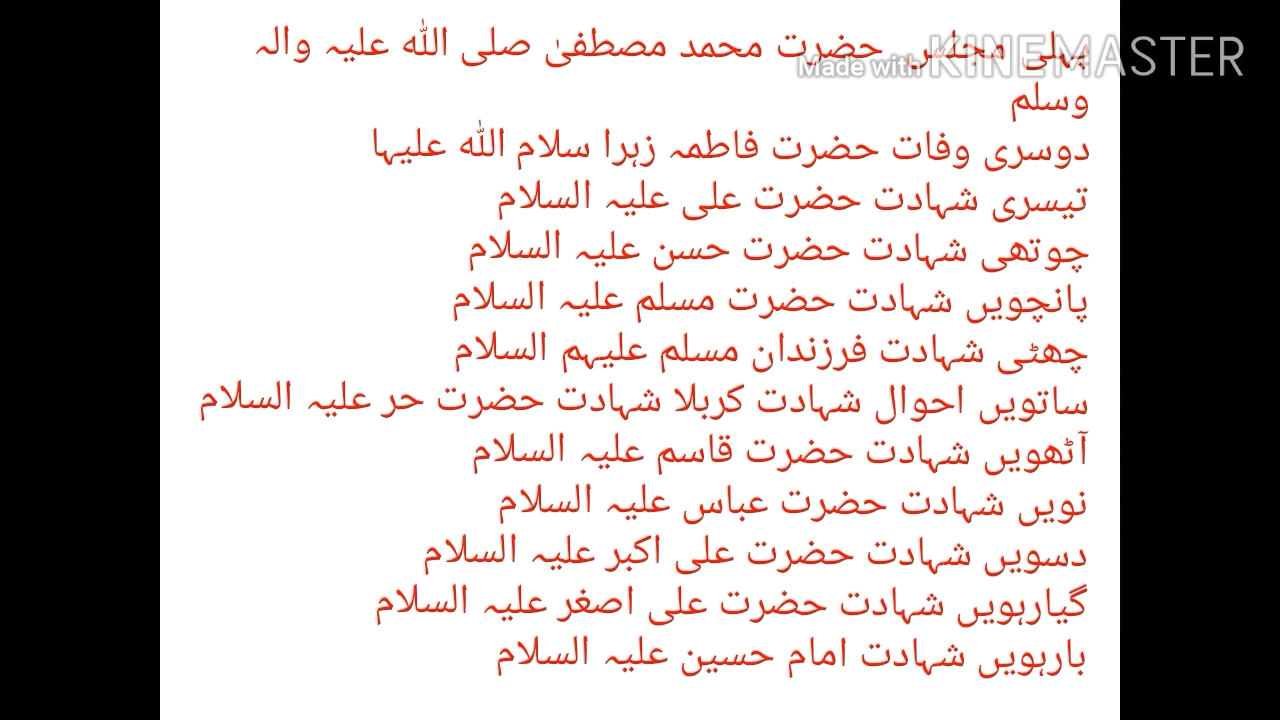 پہلی مجلس حضرت محمد مصطفیٰ صلی اللہ علیہ والہ
وسلم
دوسری وفات حضرت فاطمہ زہرا سلام اللہ علیہا
تیسری شہادت حضرت علی علیہ السلام
چوتھی شہادت حضرت حسن علیہ السلام
پانچویں شہادت حضرت مسلم علیہ السلام
چھٹی شہادت فرزندان مسلم علیہم السلام
ساتویں احوال شہادت کربلا شہادت حضرت حر علیہ السلام
آٹھویں شہادت حضرت قاسم علیہ السلام
نویں شہادت حضرت عباس علیہ السلام
دسویں شہادت حضرت علی اکبر علیہ السلام
گیارہویں شہادت حضرت علی اصغر علیہ السلام
بارہویں شہادت امام حسین علیہ السلام
Made with KINEMASTER